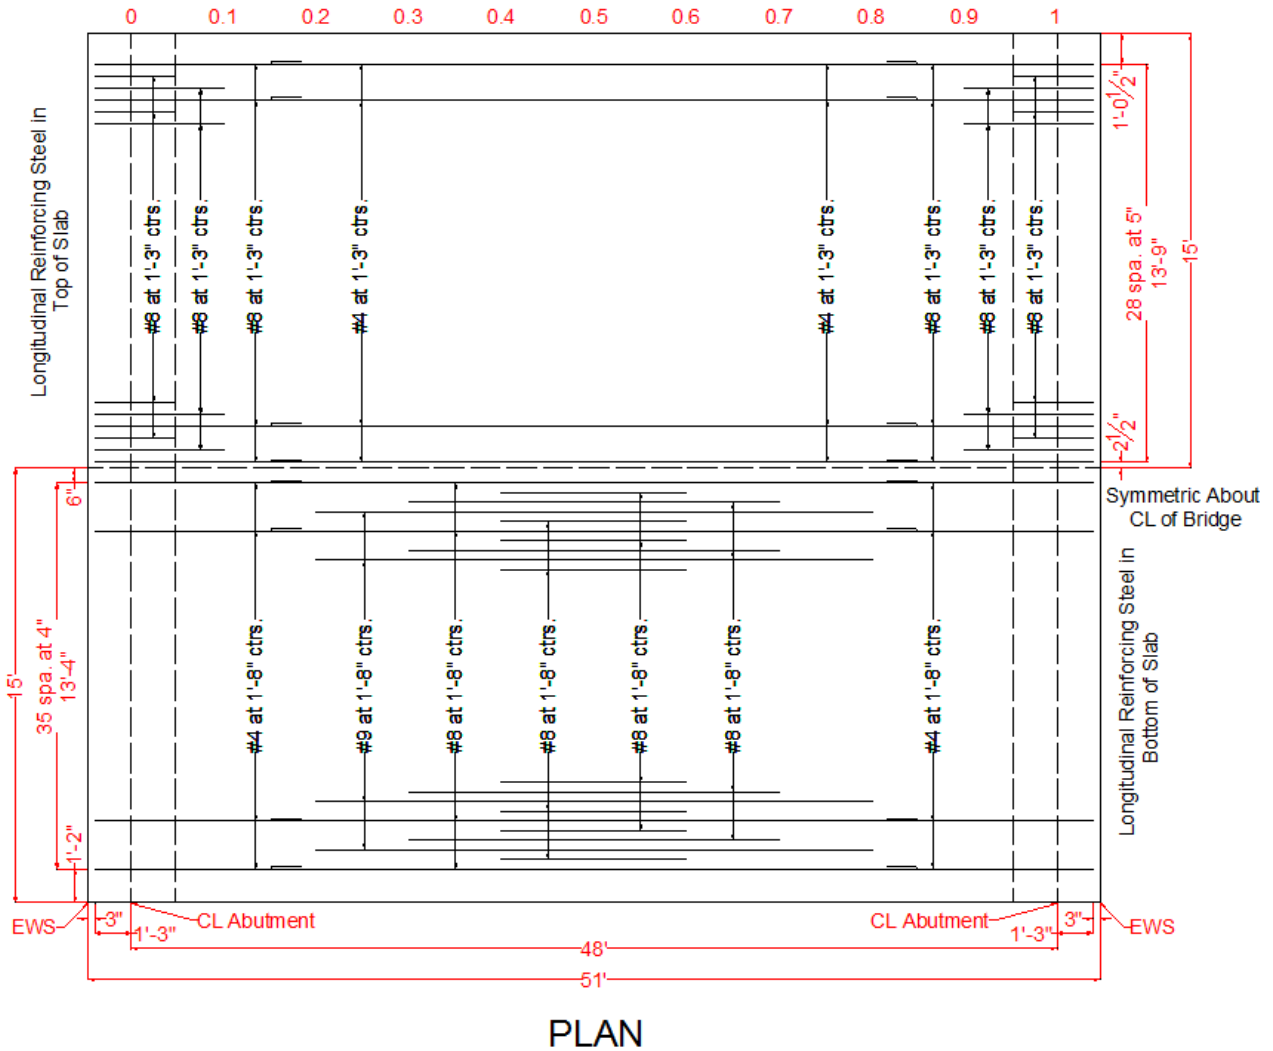 0 0.1 0.2 0.3 0.4 0.5 0.6 0.7 0.8 0.9 1
Longitudinal Reinforcing Steel in
Top of Slab
#8 at 1'-3" ctrs.
#8 at 1'-3" ctrs.
#8 at 1'-3" ctrs.
#4 at 1'-3" ctrs.
#4 at 1'-3" ctrs.
#8 at 1'-3" ctrs.
#8 at 1'-3" ctrs.
#8 at 1'-3" ctrs.
1'-0 1/2"
28 spa. at 5"
13'-9"
15'
2 1/2"
6"
Symmetric About
CL of Bridge
15'
35 spa. at 4"
13'-4"
1'-2"
#4 at 1'-8" ctrs.
#9 at 1'-8" ctrs.
#8 at 1'-8" ctrs.
#8 at 1'-8" ctrs.
#8 at 1'-8" ctrs.
#8 at 1'-8" ctrs.
#4 at 1'-8" ctrs.
Longitudinal Reinforcing Steel in
Bottom of Slab
EWS 3" CL Abutment CL Abutment 3" EWS
1'-3" 1'-3"
48'
51'
PLAN